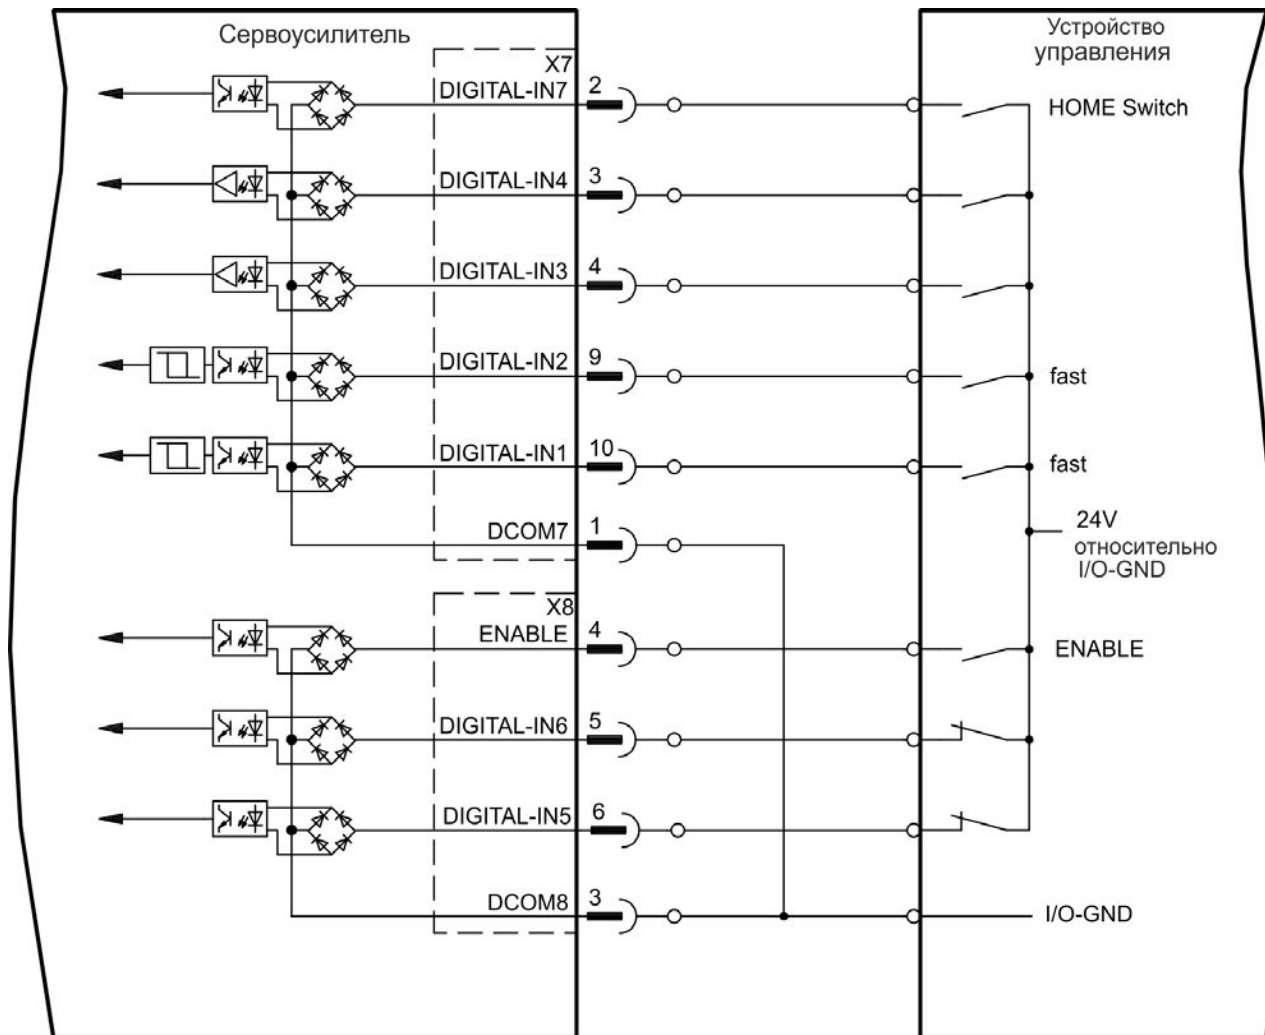 Сервоусилитель
Устройство
управления
X7
DIGITAL-IN7
2
HOME Switch
DIGITAL-IN4
3
DIGITAL-IN3
4
DIGITAL-IN2
9
fast
DIGITAL-IN1
10
fast
DCOM7
1
24V
относительно
I/O-GND
X8
ENABLE
4
ENABLE
DIGITAL-IN6
5
DIGITAL-IN5
6
DCOM8
3
I/O-GND